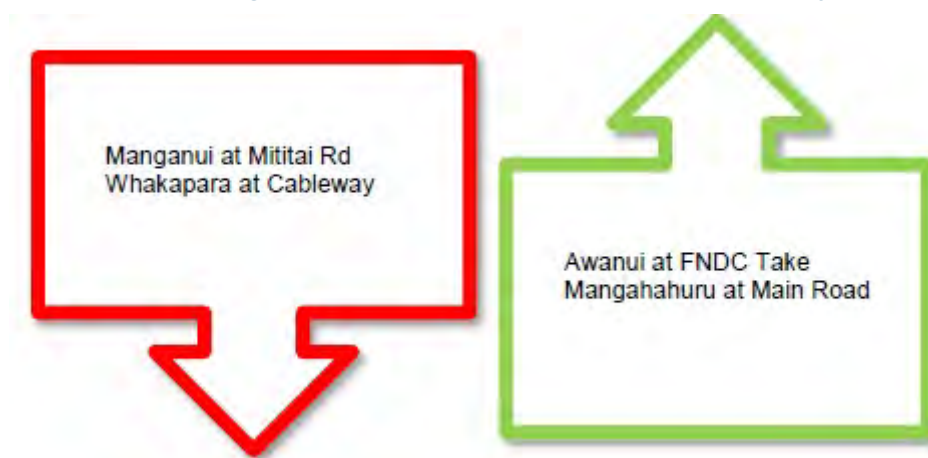 Manganui at Mititai Rd
Whakapara at Cableway
Awanui at FNDC Take
Mangahahuru at Main Road